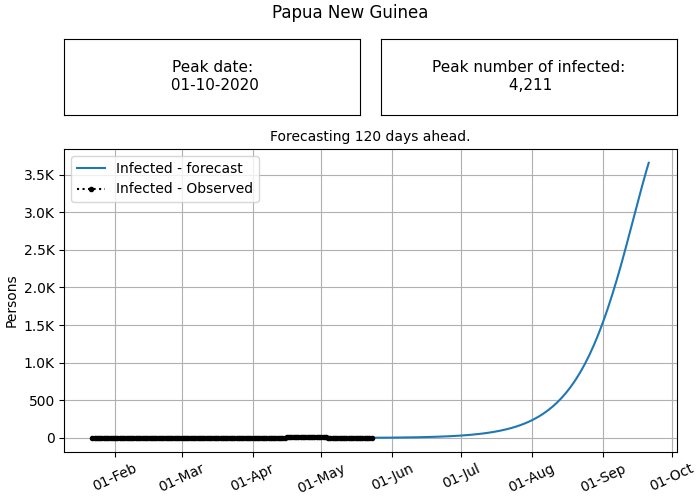 Papua New Guinea
Peak date:
01-10-2020
Peak number of infected:
4,211
Forecasting 120 days ahead.
Infected - forecast
Infected - Observed
3.5K
3.0K
2.5K
2.0K
1.5K
1.0K
500
0
Persons
01-Feb
01-Mar
01-Apr
01-May
01-Jun
01-Jul
01-Aug
01-Sep
01-Oct